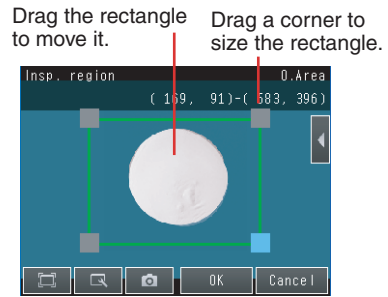 Drag the rectangle
to move it.
Drag a corner to
size the rectangle.
Insp. region
0.Area
( 169, 91)-( 583, 396)
OK
Cancel